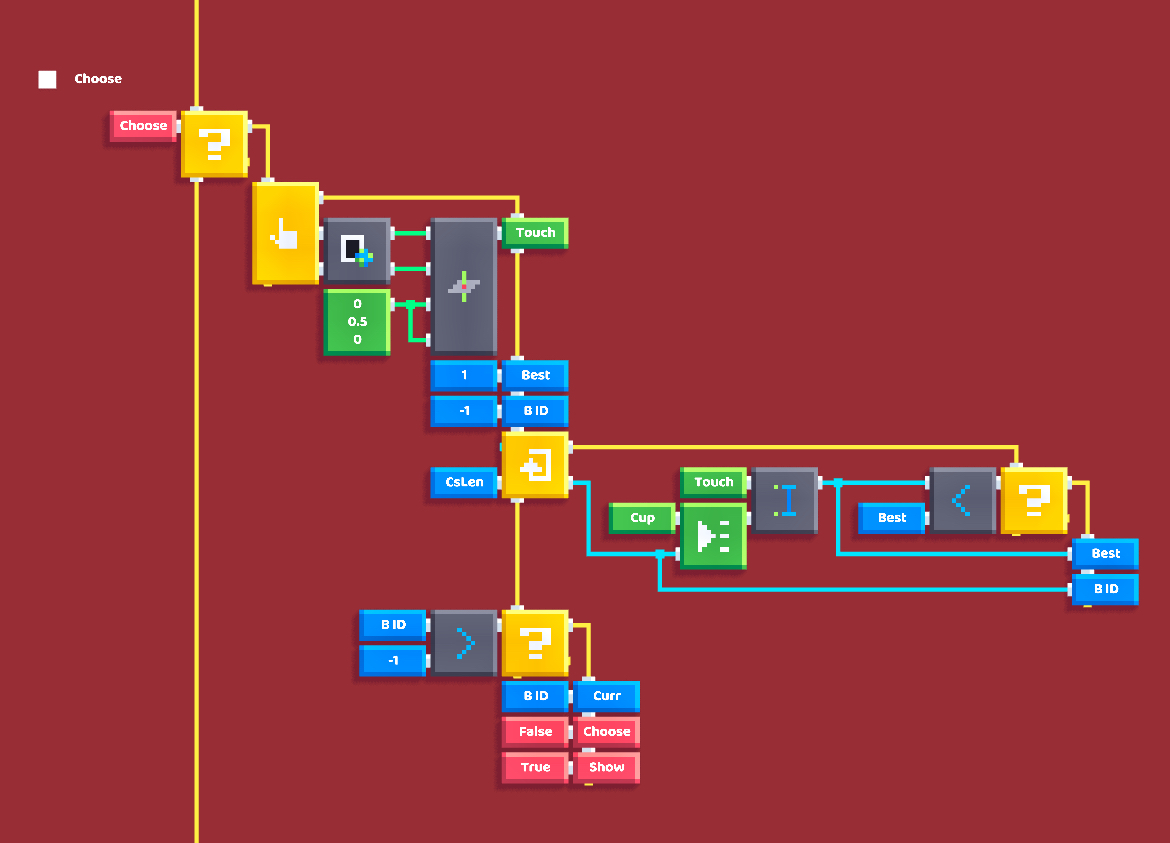 Choose
Choose
?
Touch
0
0.5
0
1
Best
-1
B ID
CsLen
Touch
<
?
Cup
Best
Best
B ID
B ID
>
?
-1
B ID
Curr
False
Choose
True
Show